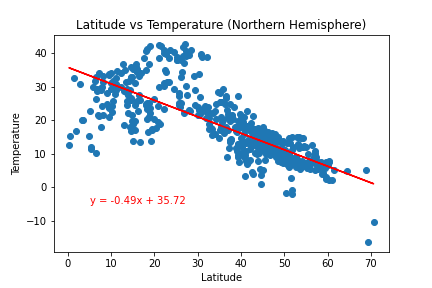 Latitude vs Temperature (Northern Hemisphere)
Temperature
40
30
20
10
0
−10
y = -0.49x + 35.72
0 10 20 30 40 50 60 70
Latitude